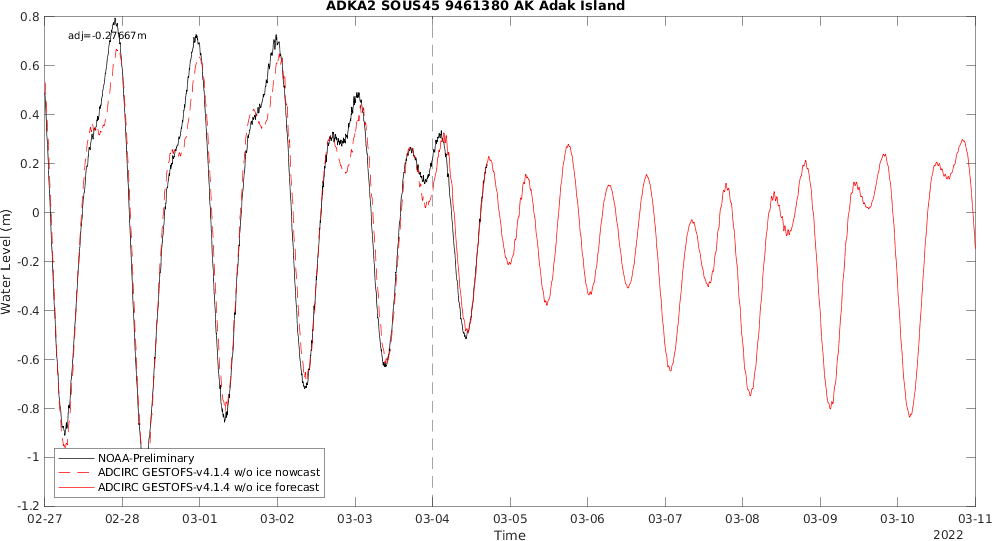 ADKA2 SOUS45 9461380 AK Adak Island
adj=-0.27667m
0.8
0.6
0.4
0.2
0
-0.2
-0.4
-0.6
-0.8
-1
-1.2
Water Level (m)
NOAA-Preliminary
ADCIRC GESTOFS-v4.1.4 w/o ice nowcast
ADCIRC GESTOFS-v4.1.4 w/o ice forecast
02-27 02-28 03-01 03-02 03-03 03-04 03-05 03-06 03-07 03-08 03-09 03-10 03-11
Time
2022